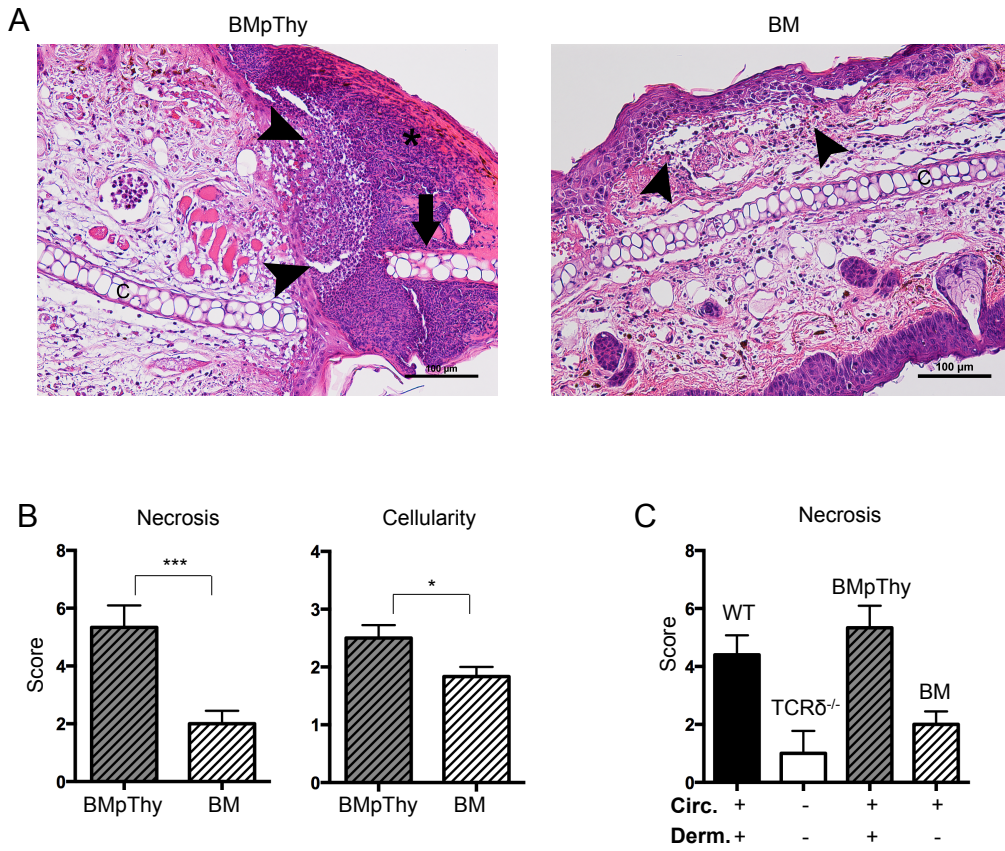 A
BMpThy
BM
*
C
100 µm
C
100 µm
B
Necrosis
Score
8
6
4
2
0
***
BMpThy
BM
Cellularity
4
3
2
1
0
*
BMpThy
BM
C
Necrosis
Score
8
6
4
2
0
WT
TCRδ-/-
BMpThy
BM
Circ. + - + +
Derm. + - + -